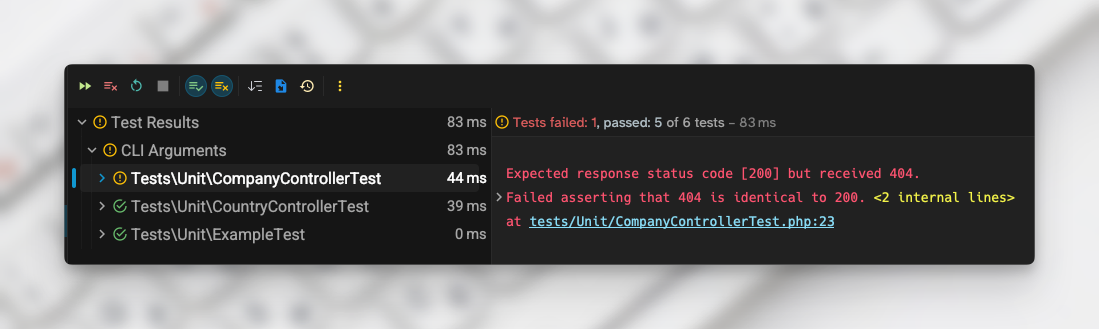 Test Results 83 ms
CLI Arguments 83 ms
Tests\Unit\CompanyControllerTest 44 ms
Tests\Unit\CountryControllerTest 39 ms
Tests\Unit\ExampleTest 0 ms
Tests failed: 1, passed: 5 of 6 tests – 83 ms
Expected response status code [200] but received 404.
Failed asserting that 404 is identical to 200. <2 internal lines>
at tests/Unit/CompanyControllerTest.php:23